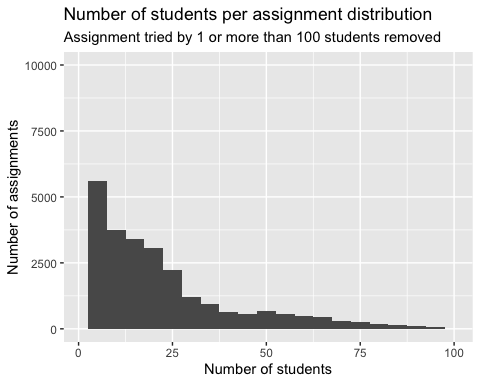 Number of students per assignment distribution
Assignment tried by 1 or more than 100 students removed
10000
7500
5000
2500
0
Number of assignments
0 25 50 75 100
Number of students